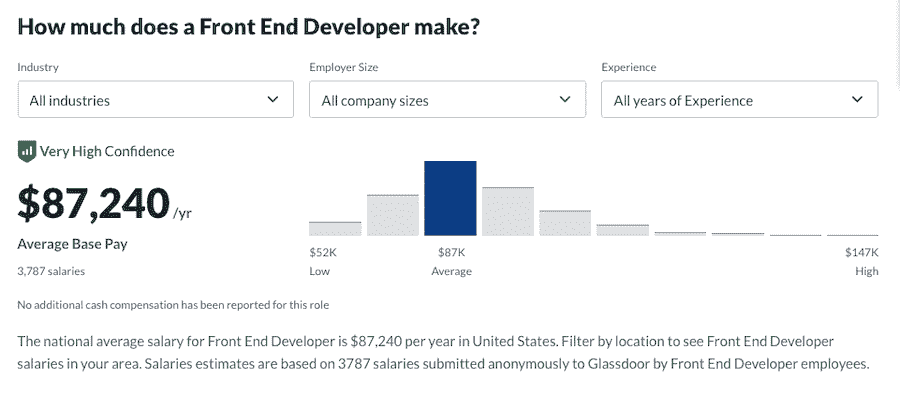 How much does a Front End Developer make?
Industry
Employer Size
Experience
All industries
All company sizes
All years of Experience
Very High Confidence
$87,240 /yr
Average Base Pay
3,787 salaries
$52K
Low
$87K
Average
$147K
High
No additional cash compensation has been reported for this role
The national average salary for Front End Developer is $87,240 per year in United States. Filter by location to see Front End Developer
salaries in your area. Salaries estimates are based on 3787 salaries submitted anonymously to Glassdoor by Front End Developer employees.